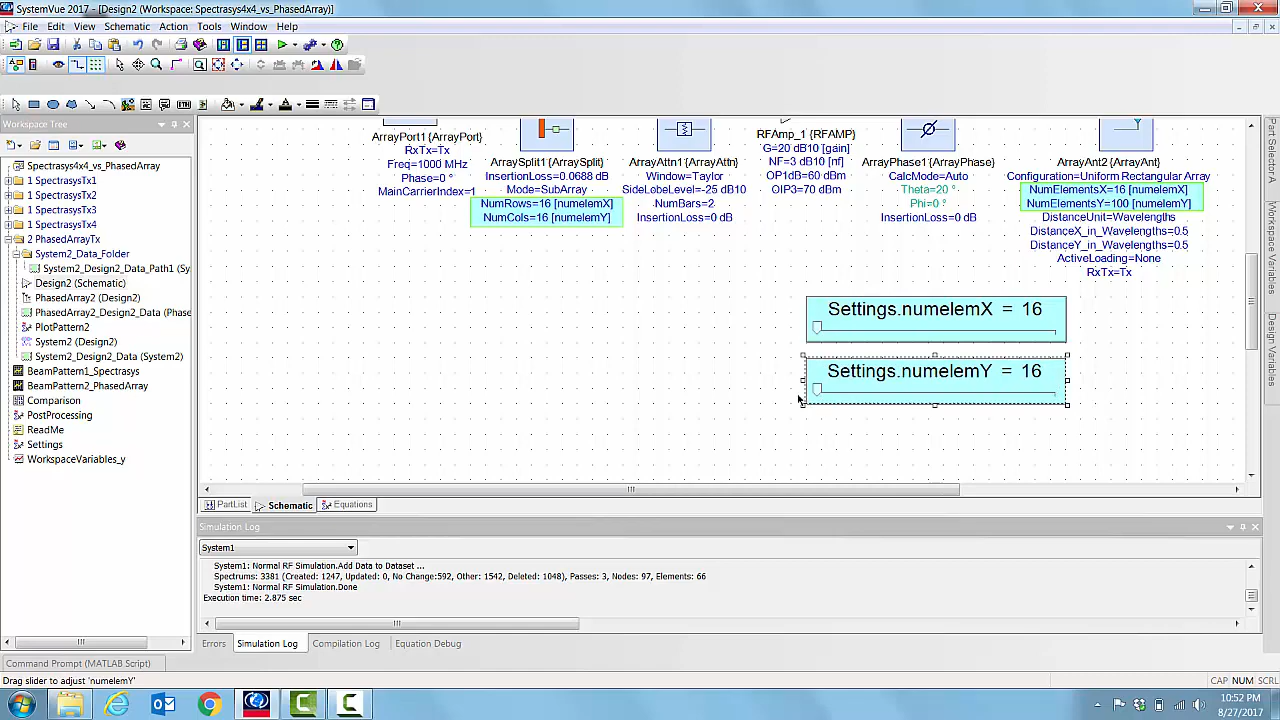 SystemVue 2017 - [Design2 (Workspace: Spectrasys4x4_vs_PhasedArray)]
File Edit View Schematic Action Tools Window Help
Workspace Tree
Spectrasys4x4_vs_PhasedArray
1 SpectrasysTx1
1 SpectrasysTx2
1 SpectrasysTx3
1 SpectrasysTx4
2 PhasedArrayTx
System2_Data_Folder
System2_Design2_Data_Path1 (Sy
Design2 (Schematic)
PhasedArray2 (Design2)
PhasedArray2_Design2_Data (Phase
PlotPattern2
System2 (Design2)
System2_Design2_Data (System2)
BeamPattern1_Spectrasys
BeamPattern2_PhasedArray
Comparison
PostProcessing
ReadMe
Settings
WorkspaceVariables_y
ArrayPort1 {ArrayPort}
RxTx=Tx
Freq=1000 MHz
Phase=0 °
MainCarrierIndex=1
ArraySplit1 {ArraySplit}
InsertionLoss=0.0688 dB
Mode=SubArray
NumRows=16 [numelemX]
NumCols=16 [numelemY]
ArrayAttn1 {ArrayAttn}
Window=Taylor
SideLobeLevel=-25 dB10
NumBars=2
InsertionLoss=0 dB
RFAmp_1 {RFAMP}
G=20 dB10 [gain]
NF=3 dB10 [nf]
OP1dB=60 dBm
OIP3=70 dBm
ArrayPhase1 {ArrayPhase}
CalcMode=Auto
Theta=20 °
Phi=0 °
InsertionLoss=0 dB
ArrayAnt2 {ArrayAnt}
Configuration=Uniform Rectangular Array
NumElementsX=16 [numelemX]
NumElementsY=100 [numelemY]
DistanceUnit=Wavelengths
DistanceX_in_Wavelengths=0.5
DistanceY_in_Wavelengths=0.5
ActiveLoading=None
RxTx=Tx
Settings.numelemX = 16
Settings.numelemY = 16
Part Selector A
Workspace Variables
Design Variables
PartList Schematic Equations
Simulation Log
System1
System1: Normal RF Simulation.Add Data to Dataset ...
Spectrums: 3381 (Created: 1247, Updated: 0, No Change:592, Other: 1542, Deleted: 1048), Passes: 3, Nodes: 97, Elements: 66
System1: Normal RF Simulation.Done
Execution time: 2.875 sec
Errors Simulation Log Compilation Log Equation Debug
Command Prompt (MATLAB Script)
Drag slider to adjust 'numelemY'
CAP NUM SCRL
10:52 PM
8/27/2017